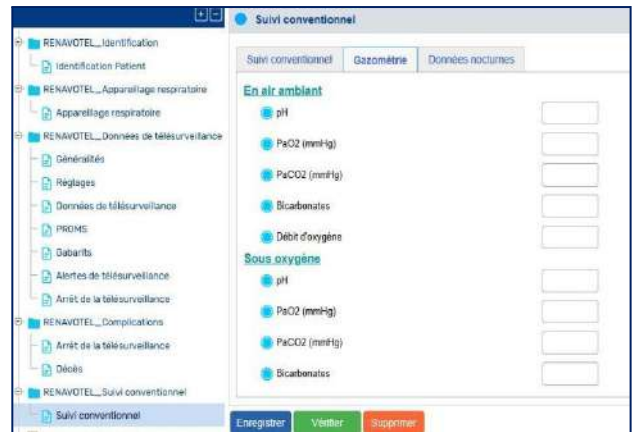 RENAVOTEL_Identification
Identification Patient
RENAVOTEL_Appareillage respiratoire
Appareillage respiratoire
RENAVOTEL_Données de télésurveillance
Généralités
Réglages
Données de télésurveillance
PROMS
Gabarits
Alertes de télésurveillance
Arrêt de la télésurveillance
RENAVOTEL_Complications
Arrêt de la télésurveillance
Décès
RENAVOTEL_Suivi conventionnel
Suivi conventionnel
Suivi conventionnel
Suivi conventionnel Gazométrie Données nocturnes
En air ambiant
pH
PaO2 (mmHg)
PaCO2 (mmHg)
Bicarbonates
Débit d'oxygène
Sous oxygène
pH
PaO2 (mmHg)
PaCO2 (mmHg)
Bicarbonates
Enregistrer Vérifier Supprimer